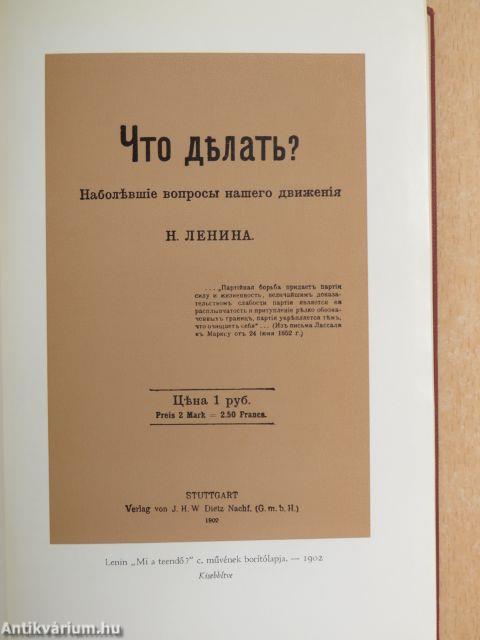 Что дѣлать?
Наболѣвшіе вопросы нашего движенія
Н. ЛЕНИНА.
... „Партійная борьба придаетъ партіи
силу и жизненность, величайшимъ доказа-
тельствомъ слабости партіи является ея
расплывчатость и притупленіе рѣзко обозна-
ченныхъ границъ, партія укрѣпляется тѣмъ,
что очищаетъ себя“ ... (Изъ письма Лассаля
къ Марксу отъ 24 іюня 1852 г.)
Цѣна 1 руб.
Preis 2 Mark = 2.50 Francs.
STUTTGART
Verlag von J. H. W Dietz Nachf. (G. m. b. H.)
1902
Lenin „Mi a teendő?” c. művének borítólapja. — 1902
Kisebbítve
Antikvárium.hu